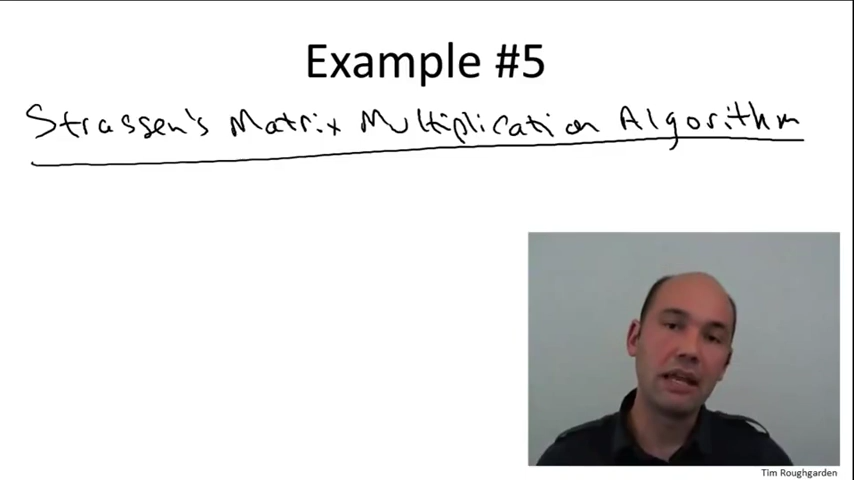 Example #5
Strassen's Matrix Multiplication Algorithm
Tim Roughgarden